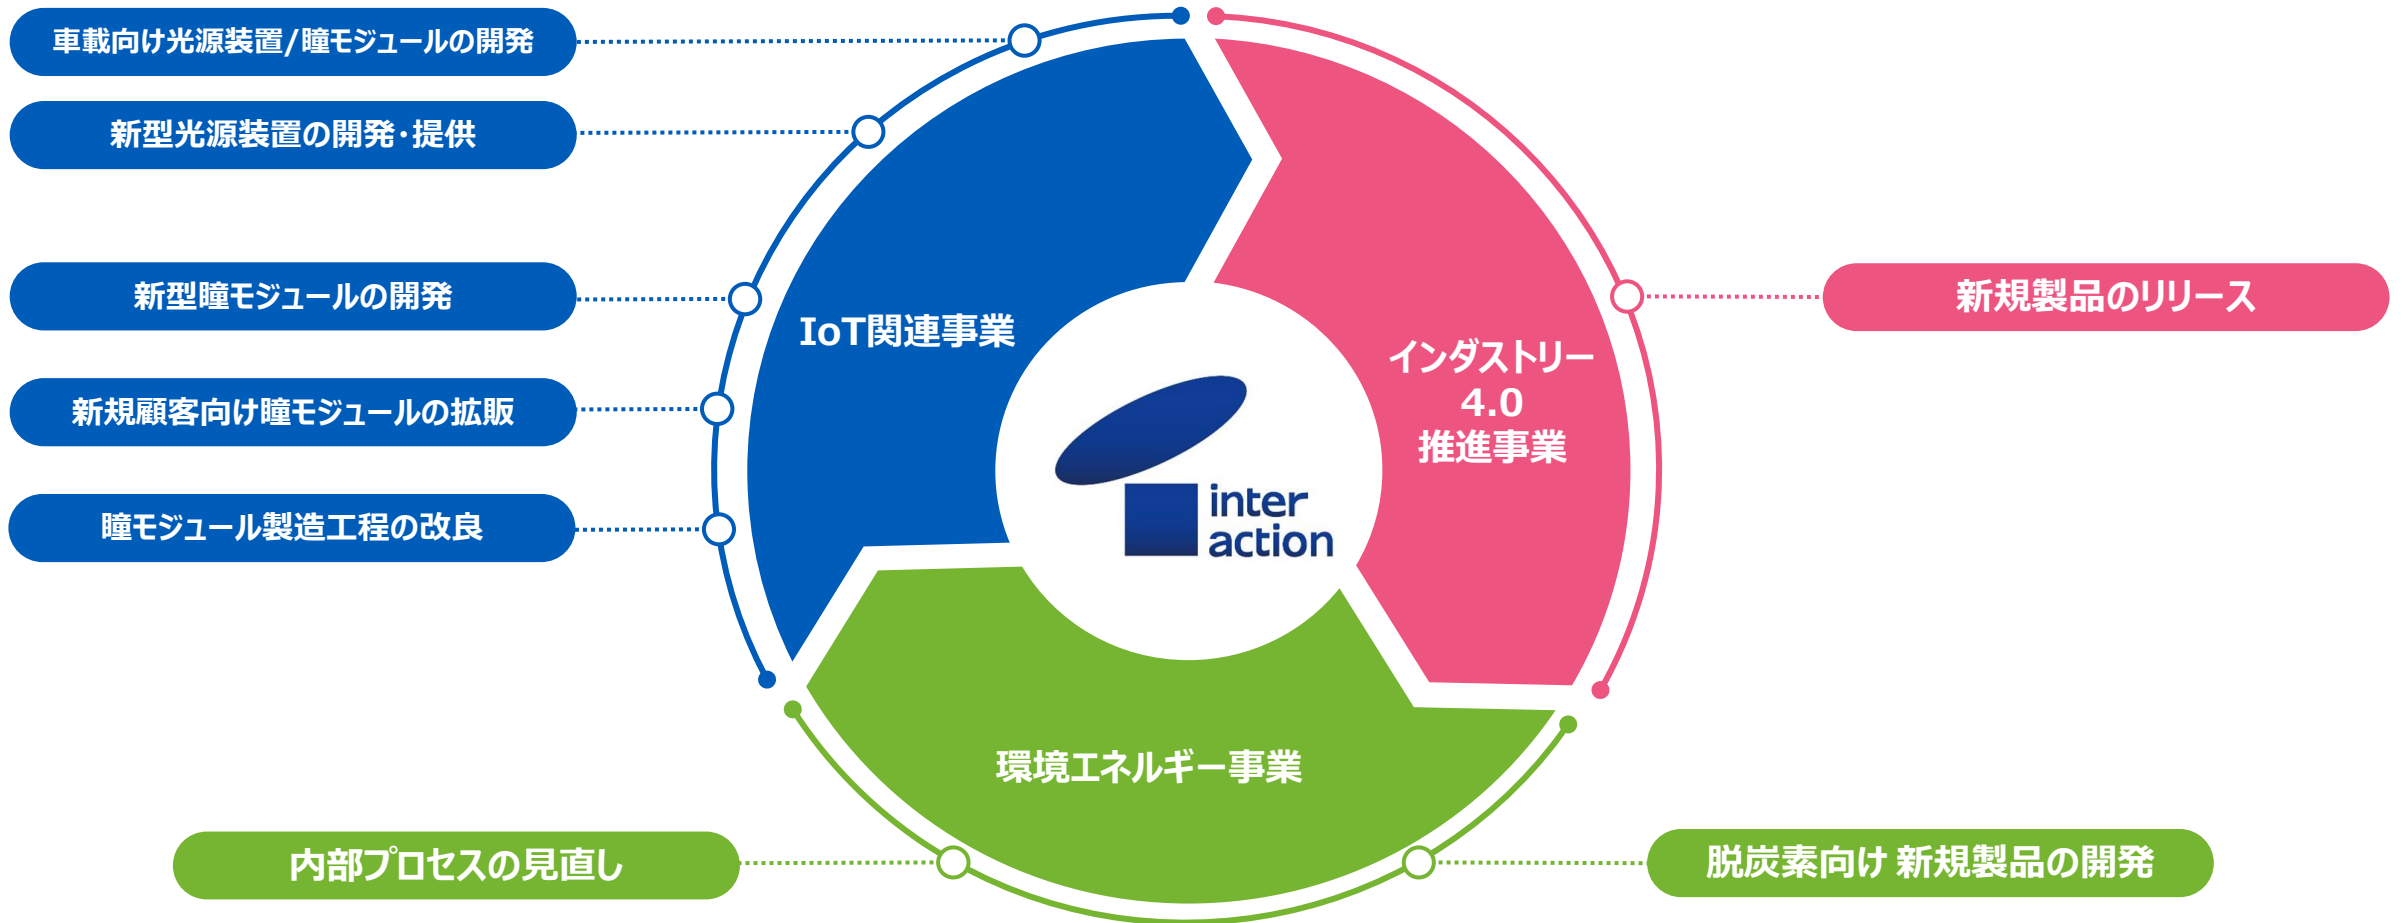 車載向け光源装置/瞳モジュールの開発
新型光源装置の開発・提供
新型瞳モジュールの開発
新規顧客向け瞳モジュールの拡販
瞳モジュール製造工程の改良
IoT関連事業
インダストリー
4.0
推進事業
新規製品のリリース
inter
action
環境エネルギー事業
内部プロセスの見直し
脱炭素向け 新規製品の開発